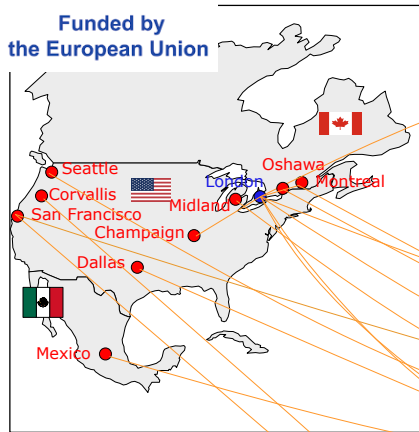 Funded by
the European Union
Oshawa
Seattle
London
Montreal
Corvallis
Midland
San Francisco
Champaign
Dallas
Mexico